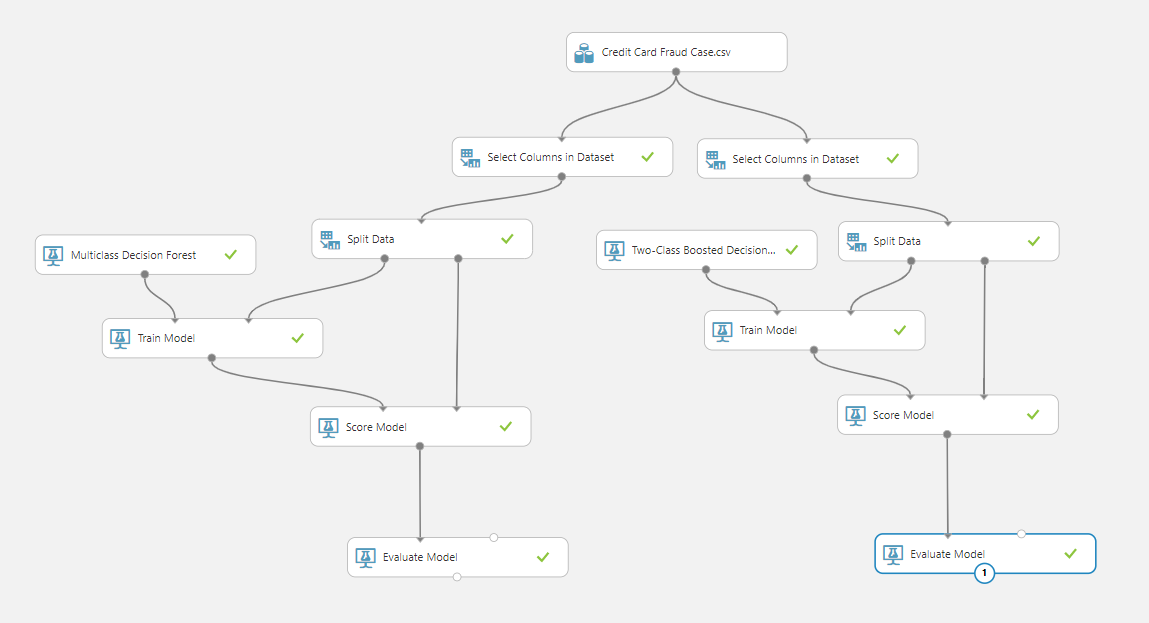 Credit Card Fraud Case.csv
Select Columns in Dataset
Select Columns in Dataset
Split Data
Split Data
Multiclass Decision Forest
Two-Class Boosted Decision...
Train Model
Train Model
Score Model
Score Model
Evaluate Model
Evaluate Model
1